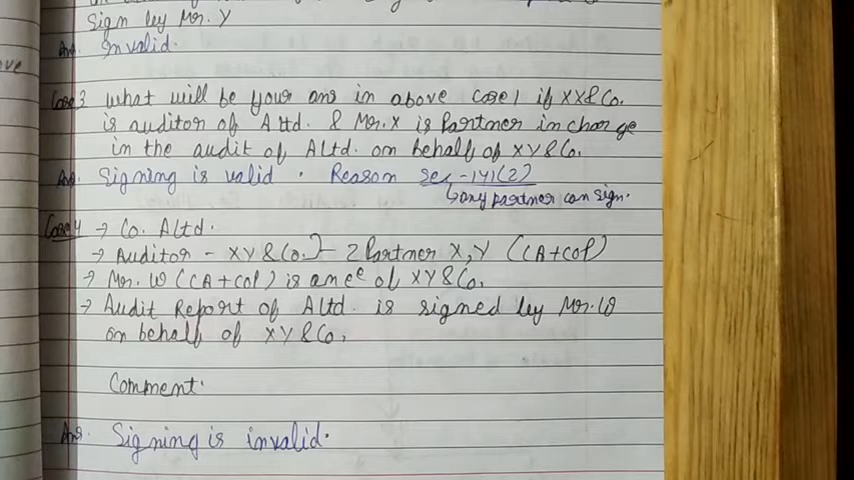 Sign ley Mr. Y
Ans. Invalid.
Case 3 What will be your ans in above case 1 if XX&Co.
is auditor of A Ltd. & Mr. X is Partner in charge
in the audit of A Ltd. on behalf of XY&Co.
Ans. Signing is valid. Reason sec-141(2)
↳ any partner can sign.
Case 4 → Co. A Ltd.
→ Auditor - XY&Co. - 2 Partner X, Y (CA+COP)
→ Mr. W (CA+COP) is an ee of XY&Co.
→ Audit Report of A Ltd. is signed ley Mr. W
on behalf of XY&Co.
Comment.
Ans. Signing is invalid.